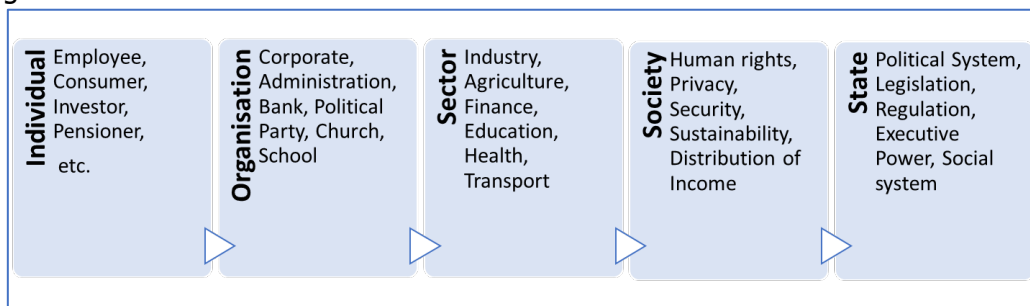 Individual
Employee,
Consumer,
Investor,
Pensioner,
etc.
Organisation
Corporate,
Administration,
Bank, Political
Party, Church,
School
Sector
Industry,
Agriculture,
Finance,
Education,
Health,
Transport
Society
Human rights,
Privacy,
Security,
Sustainability,
Distribution of
Income
State
Political System,
Legislation,
Regulation,
Executive
Power, Social
system